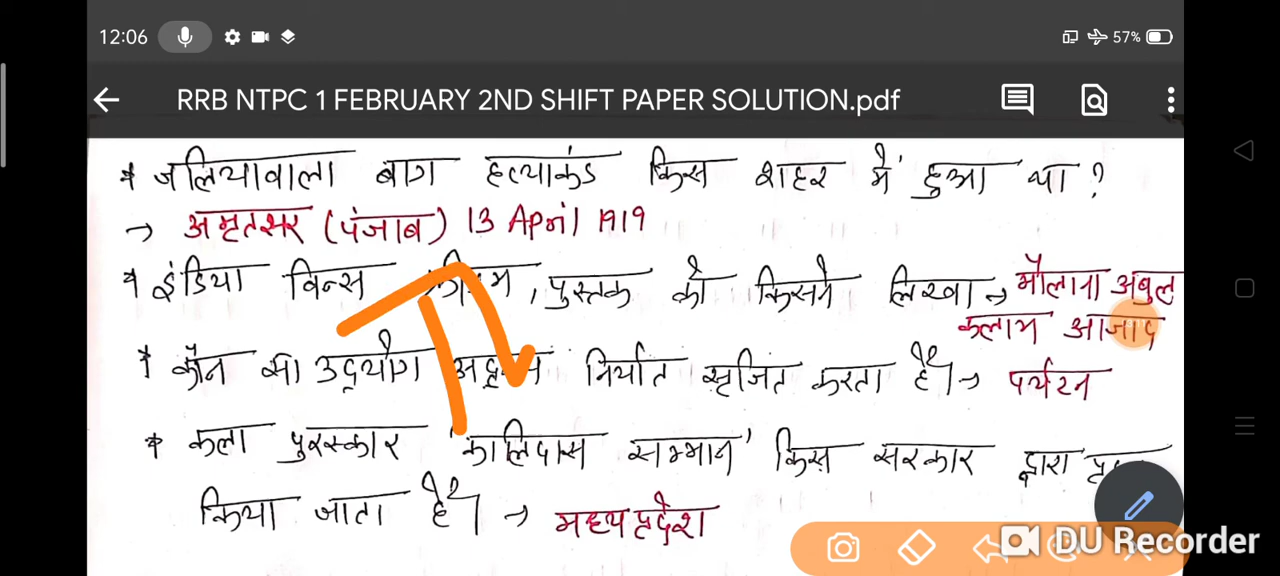 12:06 57%
RRB NTPC 1 FEBRUARY 2ND SHIFT PAPER SOLUTION.pdf
* जलियावाला बाग हत्याकंड किस शहर में हुआ था ?
→ अमृतसर (पंजाब) 13 April 1919
* इंडिया विन्स , पुस्तक को किसने लिखा → मौलाना अबुल
कलाम आजाद
* कौन सा उद्योग निर्यात सृजित करता है। → पर्यटन
* कला पुरस्कार 'कालिदास सम्मान' किस सरकार द्वारा
किया जाता है। → मध्य प्रदेश
DU Recorder